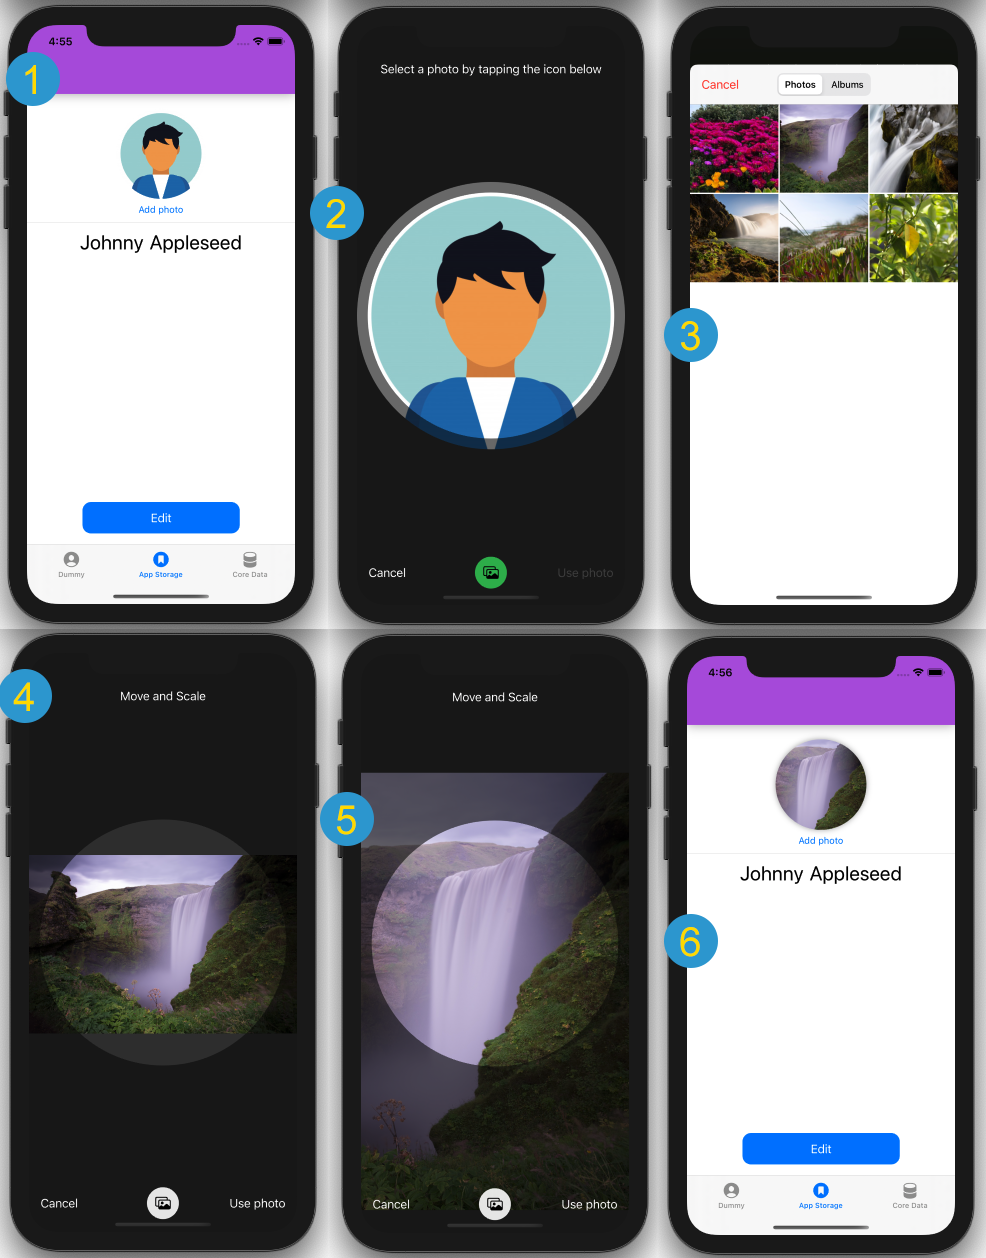 4:55
1
Add photo
Johnny Appleseed
Edit
Dummy
App Storage
Core Data
Select a photo by tapping the icon below
2
Cancel
Use photo
Cancel
Photos
Albums
3
4
Move and Scale
Cancel
Use photo
Move and Scale
5
Cancel
Use photo
4:56
Add photo
Johnny Appleseed
6
Edit
Dummy
App Storage
Core Data